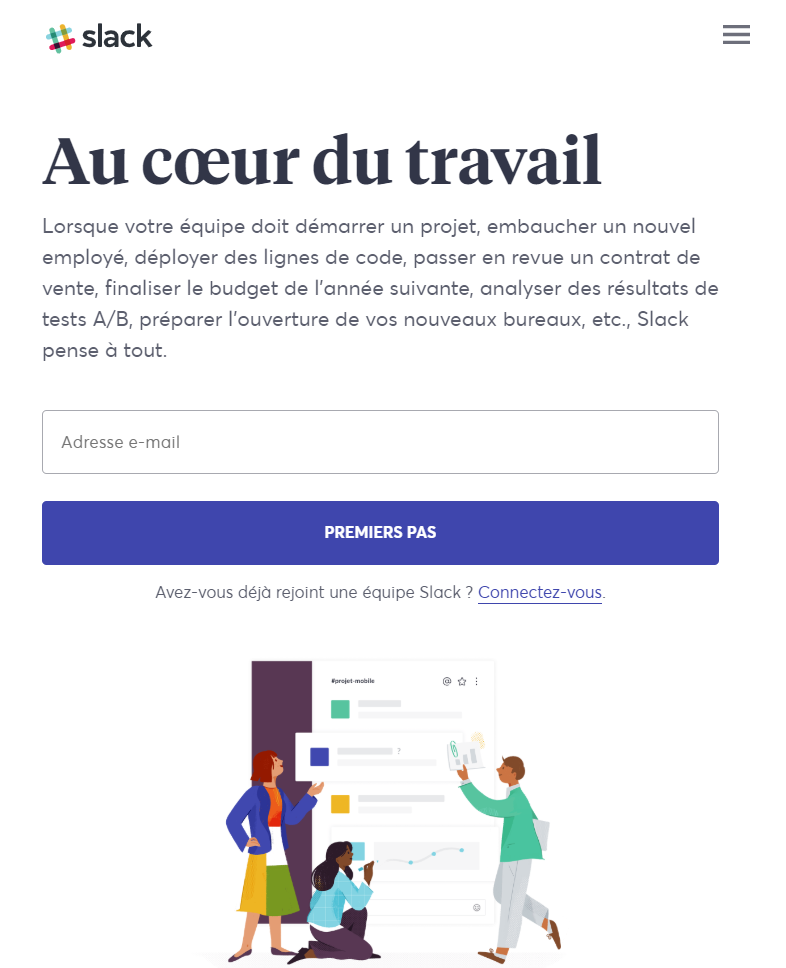 slack
Au cœur du travail
Lorsque votre équipe doit démarrer un projet, embaucher un nouvel
employé, déployer des lignes de code, passer en revue un contrat de
vente, finaliser le budget de l’année suivante, analyser des résultats de
tests A/B, préparer l’ouverture de vos nouveaux bureaux, etc., Slack
pense à tout.
Adresse e-mail
PREMIERS PAS
Avez-vous déjà rejoint une équipe Slack ? Connectez-vous.
#projet-mobile @
?